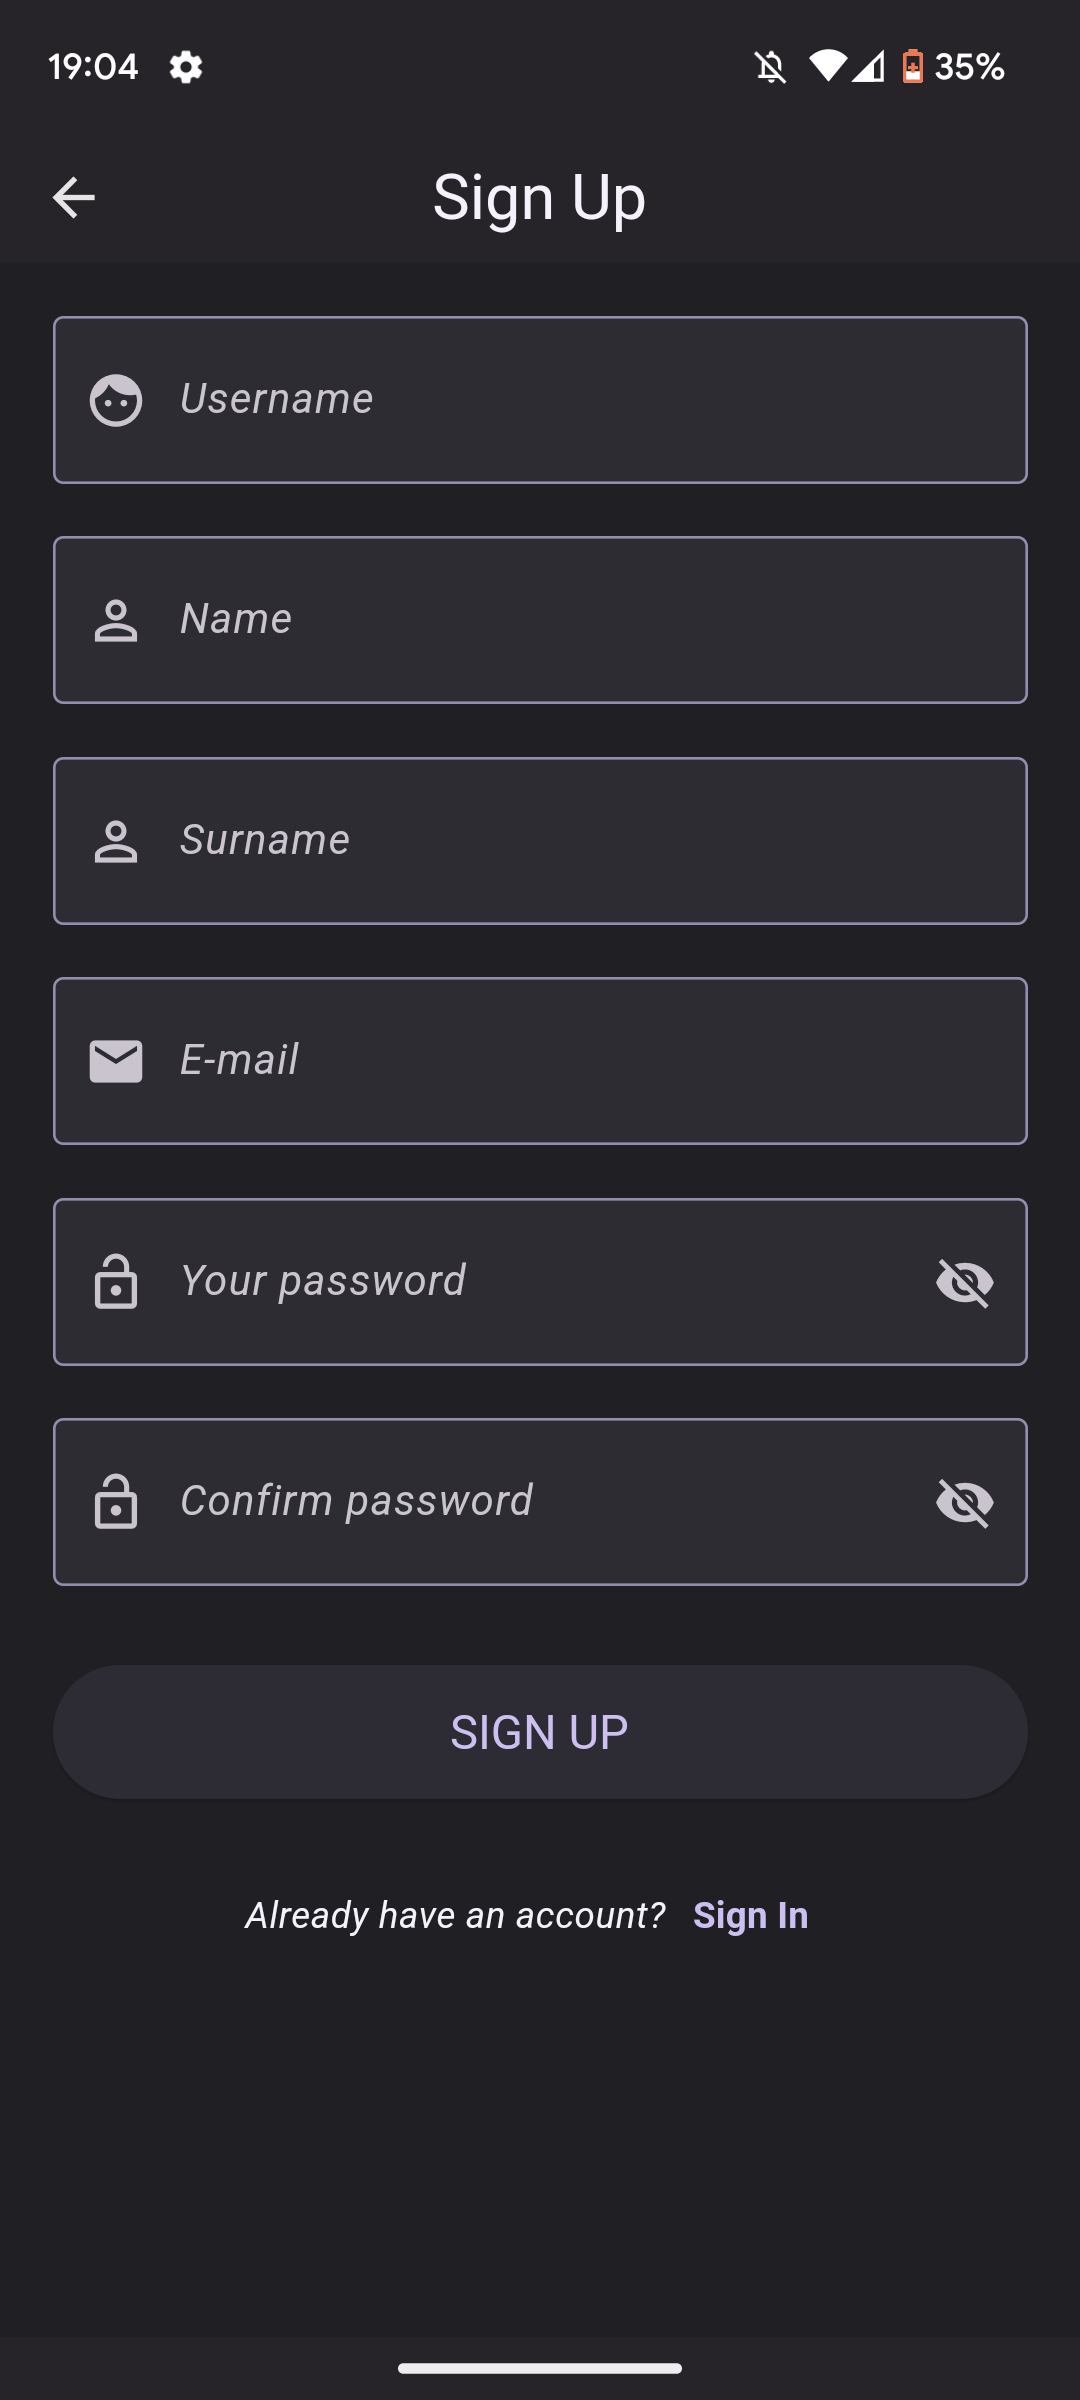 19:04
35%
Sign Up
Username
Name
Surname
E-mail
Your password
Confirm password
SIGN UP
Already have an account? Sign In